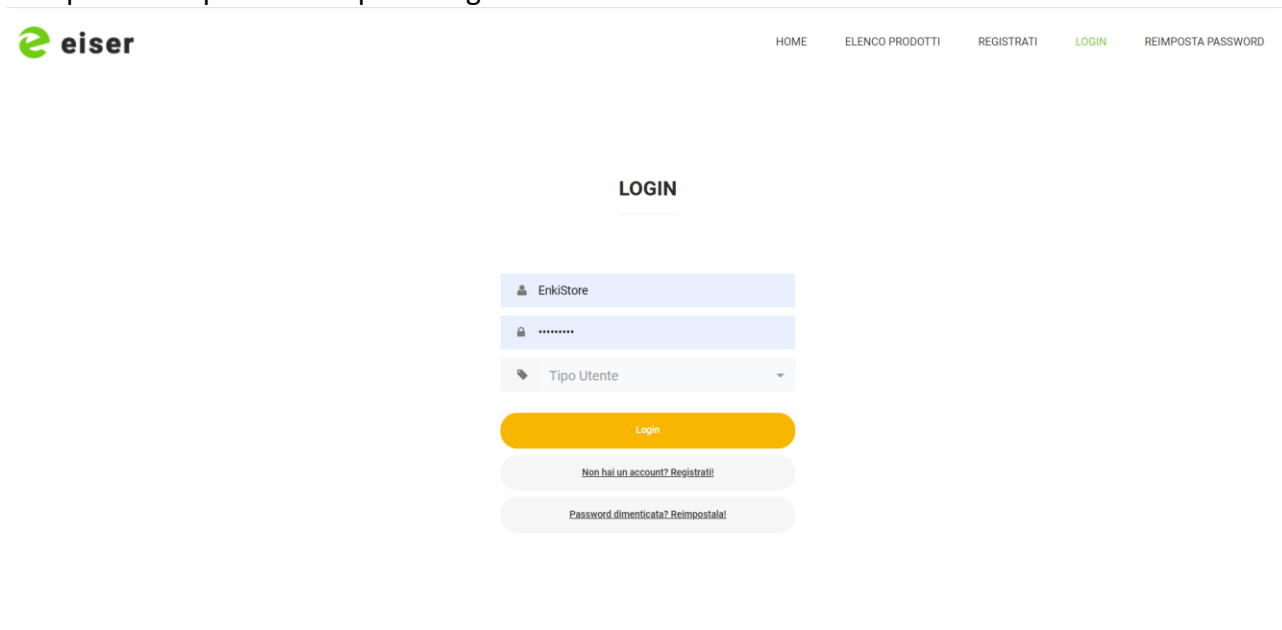 eiser
HOME ELENCO PRODOTTI REGISTRATI LOGIN REIMPOSTA PASSWORD
LOGIN
EnkiStore
•••••••••
Tipo Utente
Login
Non hai un account? Registrati!
Password dimenticata? Reimpostala!